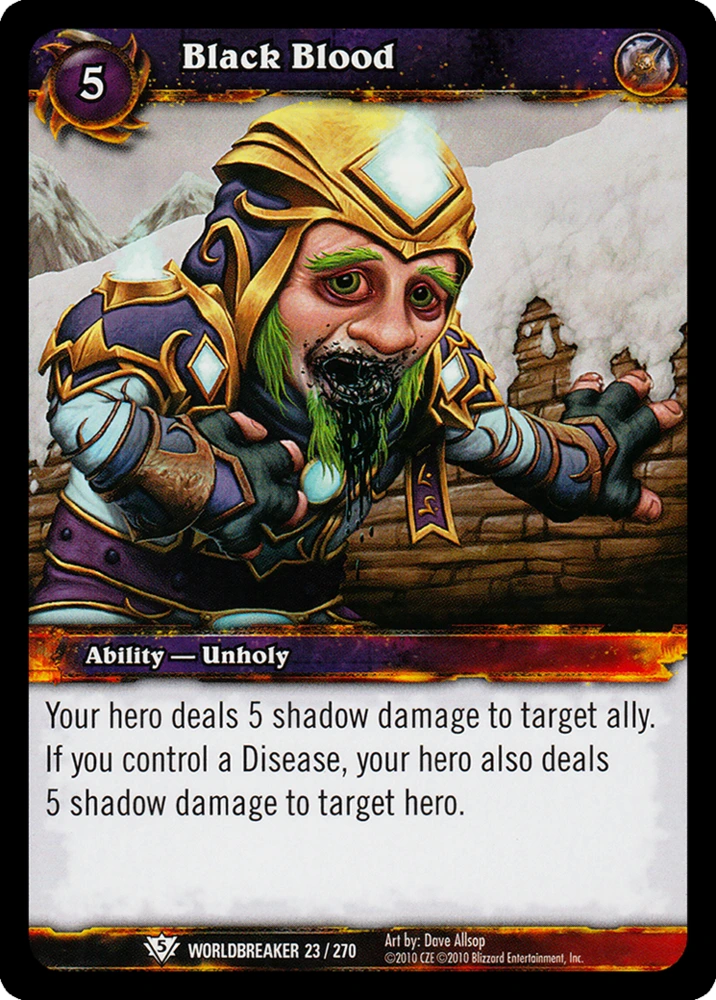 5
Black Blood
Ability — Unholy
Your hero deals 5 shadow damage to target ally.
If you control a Disease, your hero also deals
5 shadow damage to target hero.
5 WORLDBREAKER 23 / 270
Art by: Dave Allsop
©2010 CZE ©2010 Blizzard Entertainment, Inc.